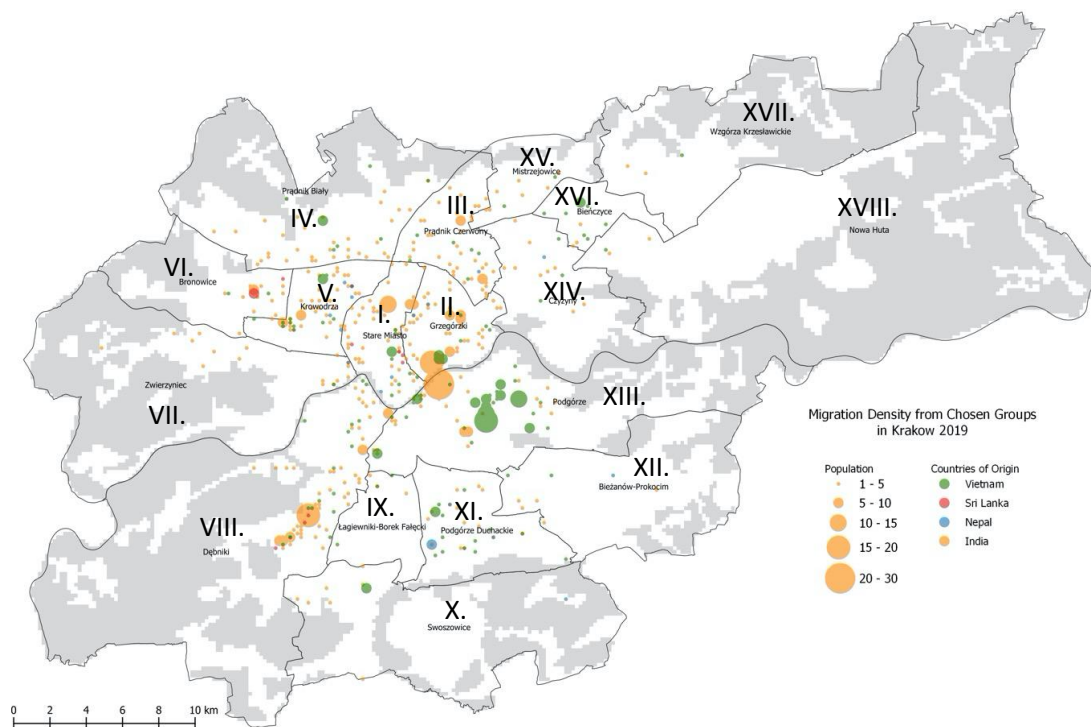 XVII.
Wzgórza Krzesławickie
XV.
Mistrzejowice
Prądnik Biały
IV.
III.
Prądnik Czerwony
XVI.
Bieńczyce
XVIII.
Nowa Huta
VI.
Bronowice
V.
Krowodrza
I.
Stare Miasto
II.
Grzegórzki
XIV.
Czyżyny
Zwierzyniec
VII.
Podgórze
XIII.
Migration Density from Chosen Groups
in Krakow 2019
XII.
Bieżanów-Prokocim
Population
1 - 5
5 - 10
10 - 15
15 - 20
20 - 30
Countries of Origin
Vietnam
Sri Lanka
Nepal
India
VIII.
Dębniki
IX.
Łagiewniki-Borek Fałęcki
XI.
Podgórze Duchackie
X.
Swoszowice
0 2 4 6 8 10 km